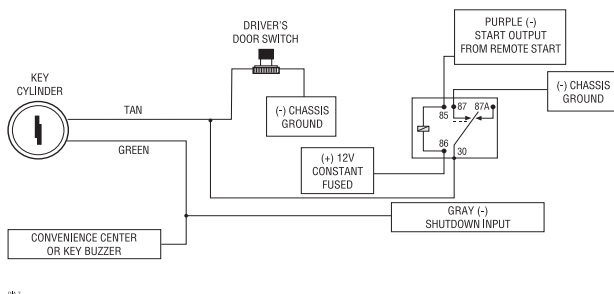 DRIVER'S
DOOR SWITCH
PURPLE (-)
START OUTPUT
FROM REMOTE START
KEY
CYLINDER
TAN
GREEN
(-) CHASSIS
GROUND
85
87
87A
86
30
(-) CHASSIS
GROUND
(+) 12V
CONSTANT
FUSED
GRAY (-)
SHUTDOWN INPUT
CONVENIENCE CENTER
OR KEY BUZZER